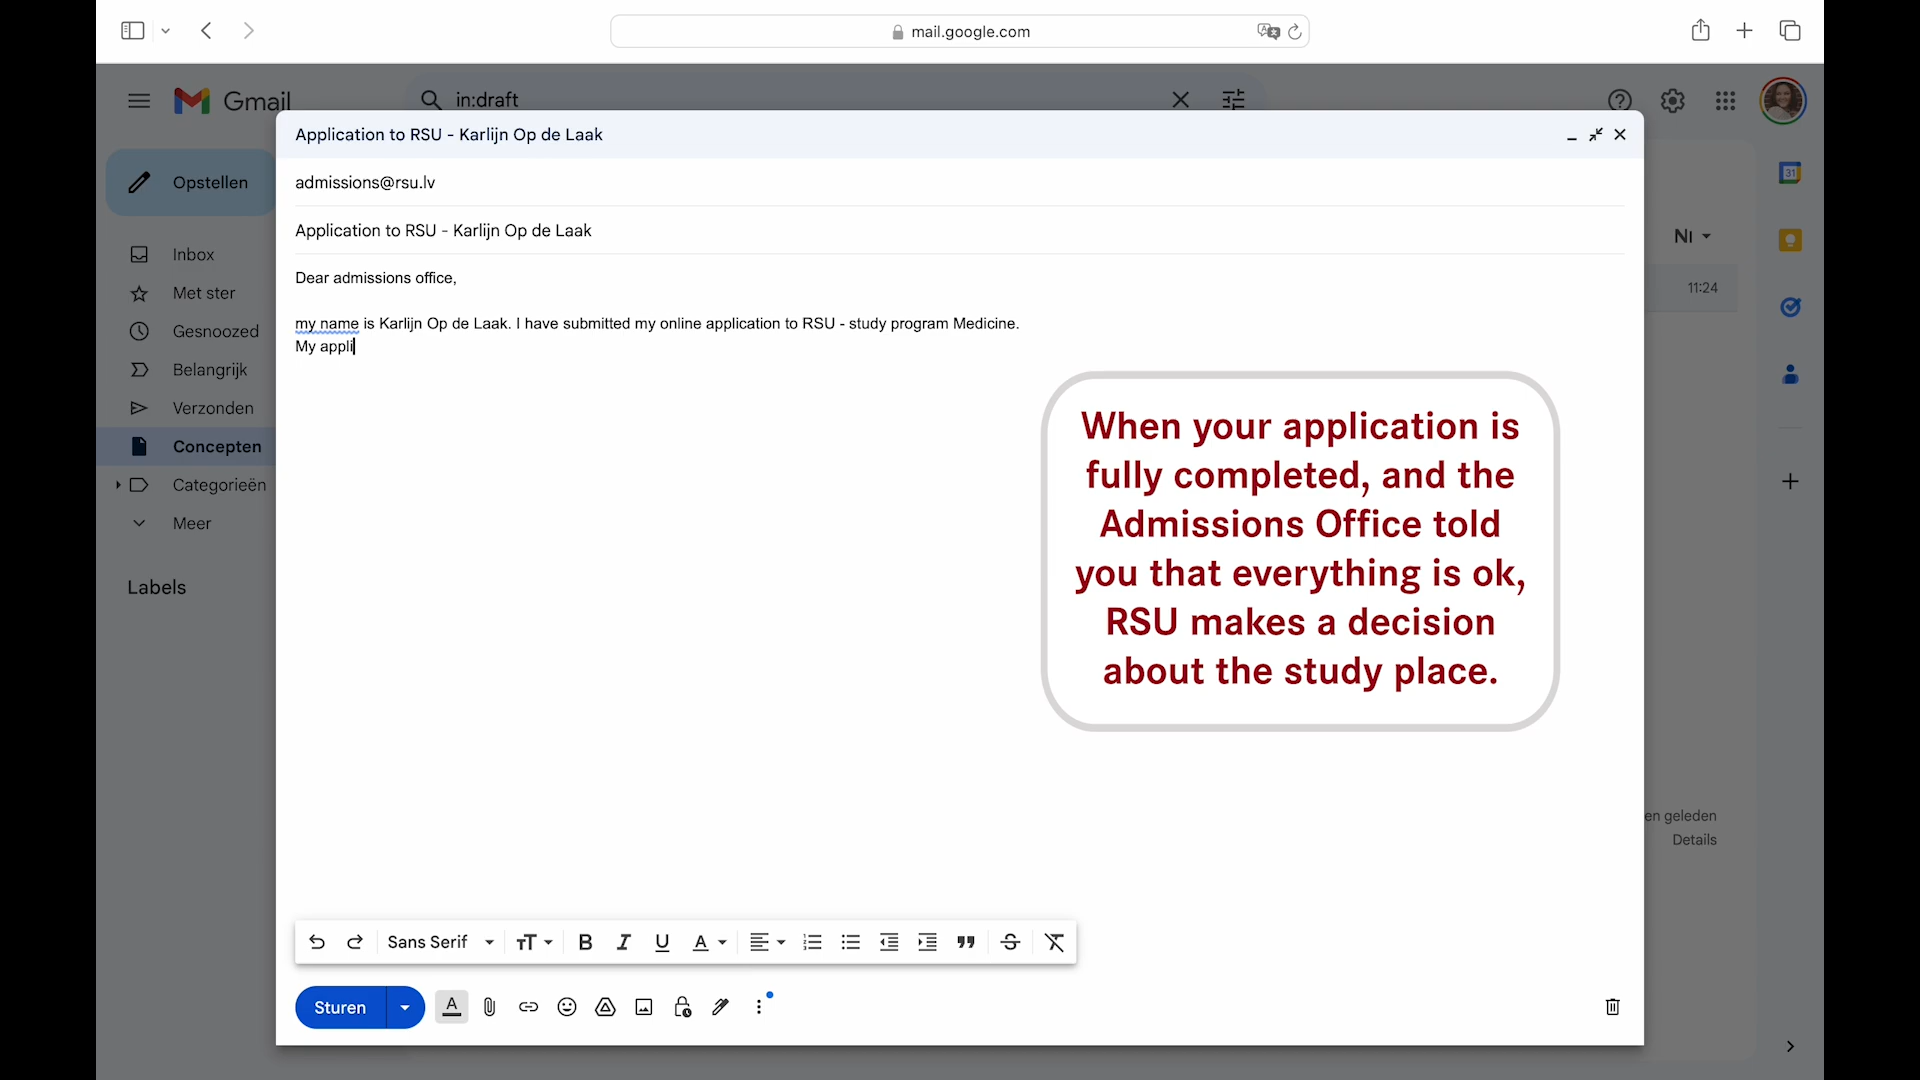 mail.google.com
Gmail
in:draft
Application to RSU - Karlijn Op de Laak
Opstellen
admissions@rsu.lv
31
Application to RSU - Karlijn Op de Laak
Nl
Inbox
Dear admissions office,
Met ster
11:24
Gesnoozed
my name is Karlijn Op de Laak. I have submitted my online application to RSU - study program Medicine.
My appli
Belangrijk
Verzonden
Concepten
Categorieën
Meer
Labels
When your application is
fully completed, and the
Admissions Office told
you that everything is ok,
RSU makes a decision
about the study place.
en geleden
Details
Sans Serif
Sturen